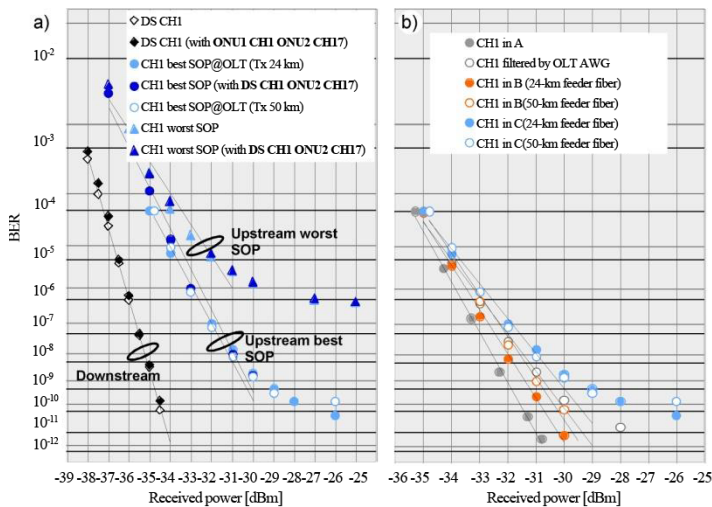 a)
DS CH1
DS CH1 (with ONU1 CH1 ONU2 CH17)
CH1 best SOP@OLT (Tx 24 km)
CH1 best SOP (with DS CH1 ONU2 CH17)
CH1 best SOP@OLT (Tx 50 km)
CH1 worst SOP
CH1 worst SOP (with DS CH1 ONU2 CH17)
10-2
10-3
10-4
10-5
10-6
10-7
10-8
10-9
10-10
10-11
10-12
BER
Upstream worst
SOP
Upstream best
SOP
Downstream
-39 -38 -37 -36 -35 -34 -33 -32 -31 -30 -29 -28 -27 -26 -25
Received power [dBm]
b)
CH1 in A
CH1 filtered by OLT AWG
CH1 in B (24-km feeder fiber)
CH1 in B(50-km feeder fiber)
CH1 in C(24-km feeder fiber)
CH1 in C(50-km feeder fiber)
-36 -35 -34 -33 -32 -31 -30 -29 -28 -27 -26 -25
Received power [dBm]